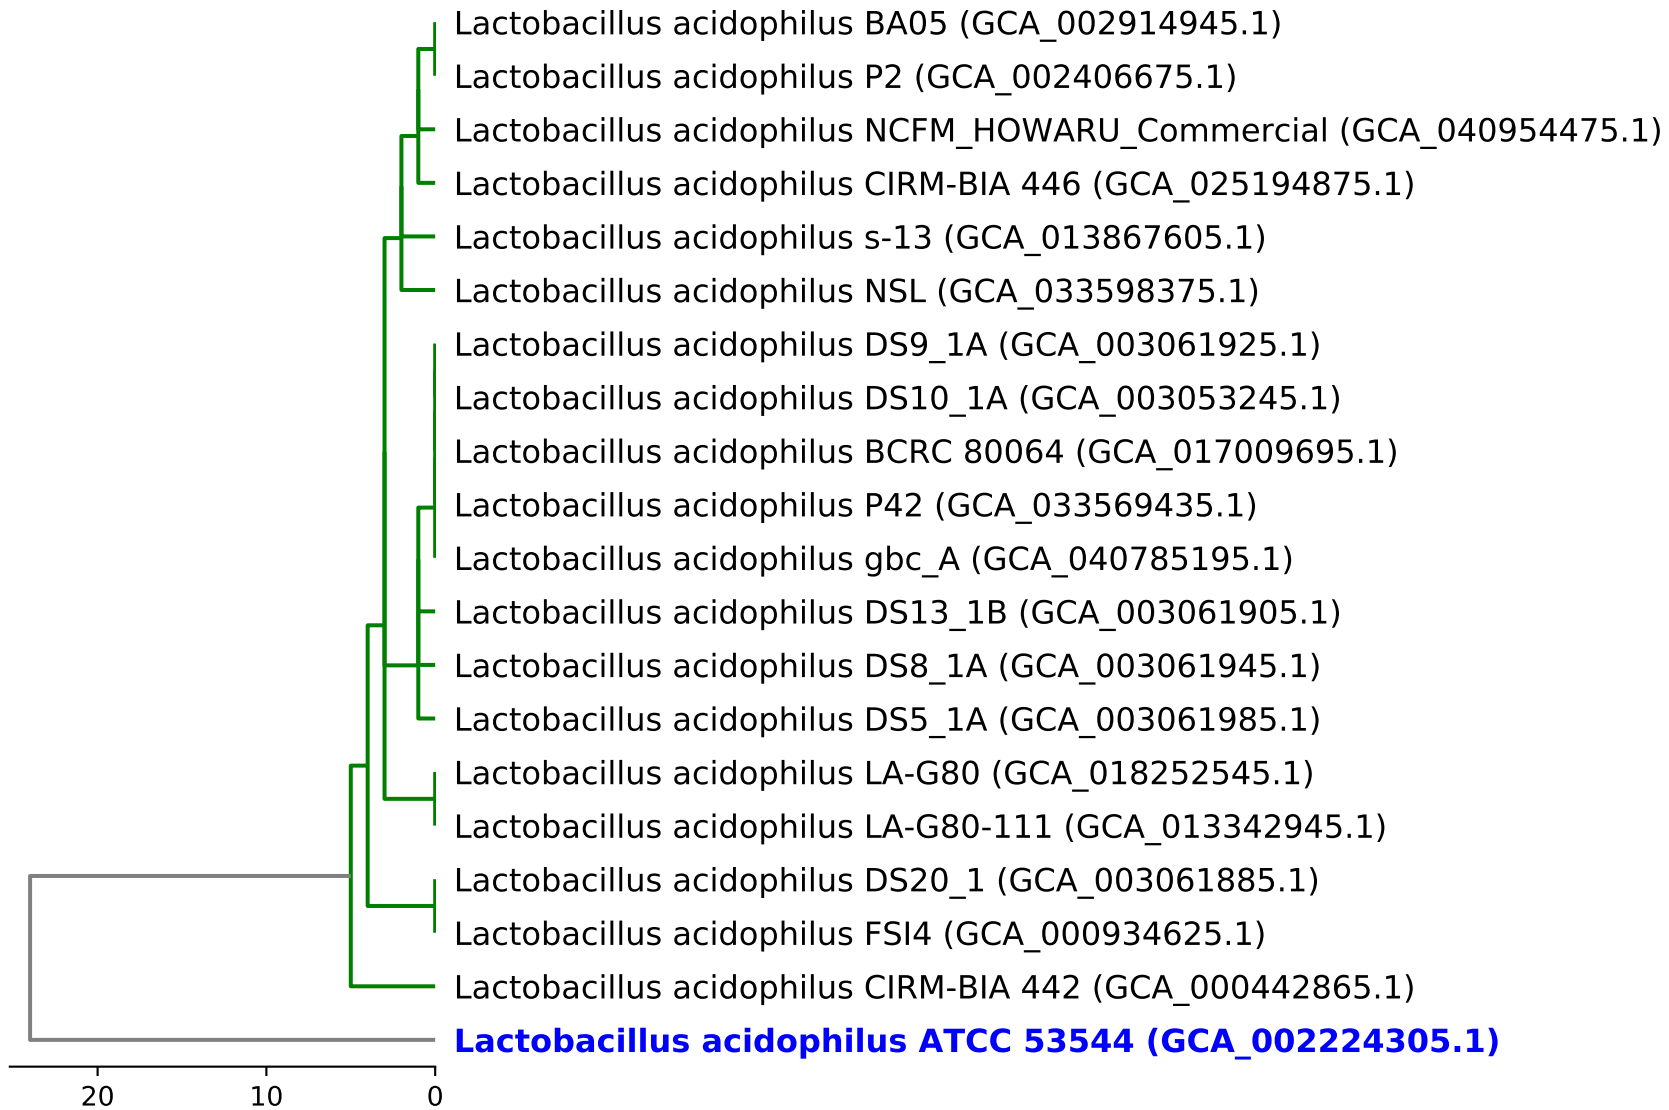 Lactobacillus acidophilus BA05 (GCA_002914945.1)
Lactobacillus acidophilus P2 (GCA_002406675.1)
Lactobacillus acidophilus NCFM_HOWARU_Commercial (GCA_040954475.1)
Lactobacillus acidophilus CIRM-BIA 446 (GCA_025194875.1)
Lactobacillus acidophilus s-13 (GCA_013867605.1)
Lactobacillus acidophilus NSL (GCA_033598375.1)
Lactobacillus acidophilus DS9_1A (GCA_003061925.1)
Lactobacillus acidophilus DS10_1A (GCA_003053245.1)
Lactobacillus acidophilus BCRC 80064 (GCA_017009695.1)
Lactobacillus acidophilus P42 (GCA_033569435.1)
Lactobacillus acidophilus gbc_A (GCA_040785195.1)
Lactobacillus acidophilus DS13_1B (GCA_003061905.1)
Lactobacillus acidophilus DS8_1A (GCA_003061945.1)
Lactobacillus acidophilus DS5_1A (GCA_003061985.1)
Lactobacillus acidophilus LA-G80 (GCA_018252545.1)
Lactobacillus acidophilus LA-G80-111 (GCA_013342945.1)
Lactobacillus acidophilus DS20_1 (GCA_003061885.1)
Lactobacillus acidophilus FSI4 (GCA_000934625.1)
Lactobacillus acidophilus CIRM-BIA 442 (GCA_000442865.1)
Lactobacillus acidophilus ATCC 53544 (GCA_002224305.1)
20 10 0